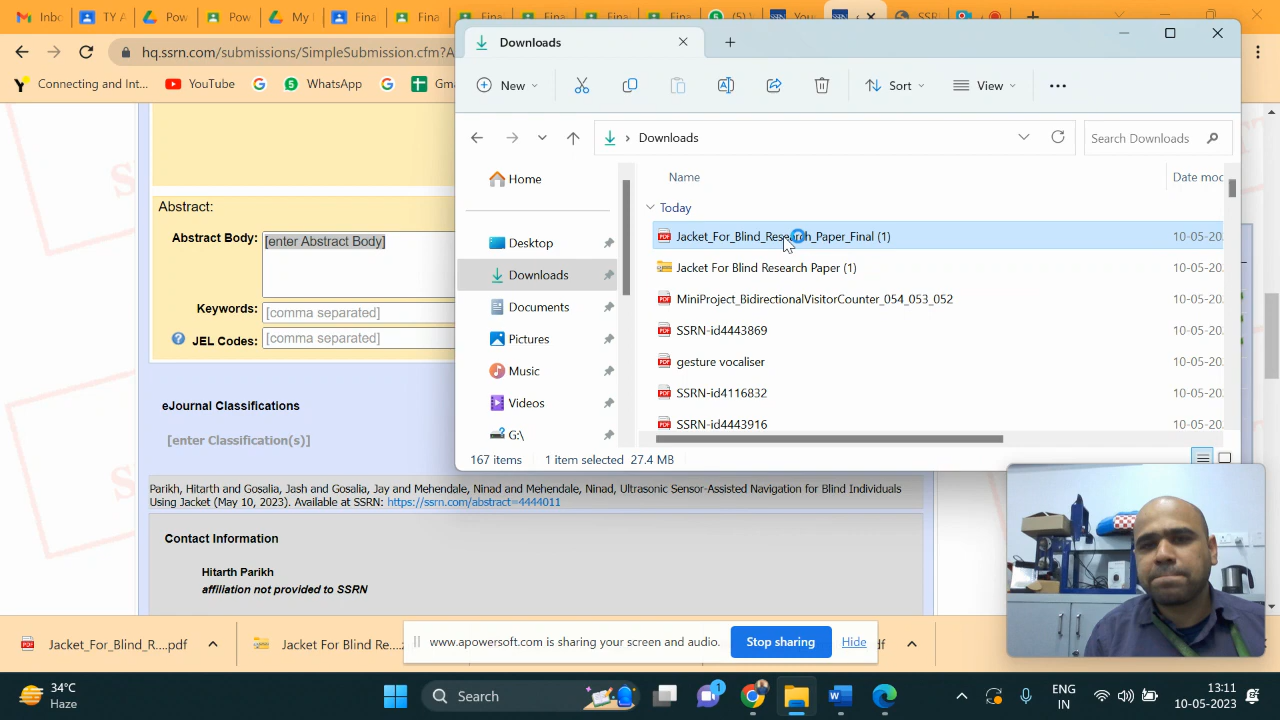 Inbo
TY A
Pow
Pow
My I
Fina
Fina
Fina
Fina
Fina
(5)
You
SSR
hq.ssrn.com/submissions/SimpleSubmission.cfm?A
Connecting and Int...
YouTube
WhatsApp
Gm
Downloads
New
Sort
View
Downloads
Search Downloads
Home
Desktop
Downloads
Documents
Pictures
Music
Videos
G:\
Name
Date mod
Today
Jacket_For_Blind_Research_Paper_Final (1)
10-05-20
Jacket For Blind Research Paper (1)
10-05-20
MiniProject_BidirectionalVisitorCounter_054_053_052
10-05-20
SSRN-id4443869
10-05-20
gesture vocaliser
10-05-20
SSRN-id4116832
10-05-20
SSRN-id4443916
10-05-20
167 items
1 item selected 27.4 MB
Abstract:
Abstract Body:
[enter Abstract Body]
Keywords:
[comma separated]
JEL Codes:
[comma separated]
eJournal Classifications
[enter Classification(s)]
Parikh, Hitarth and Gosalia, Jash and Gosalia, Jay and Mehendale, Ninad and Mehendale, Ninad, Ultrasonic Sensor-Assisted Navigation for Blind Individuals
Using Jacket (May 10, 2023). Available at SSRN: https://ssrn.com/abstract=4444011
Contact Information
Hitarth Parikh
affiliation not provided to SSRN
Jacket_For_Blind_R....pdf
Jacket For Blind Re....z
www.apowersoft.com is sharing your screen and audio.
Stop sharing
Hide
df
34°C
Haze
Search
ENG
IN
13:11
10-05-2023